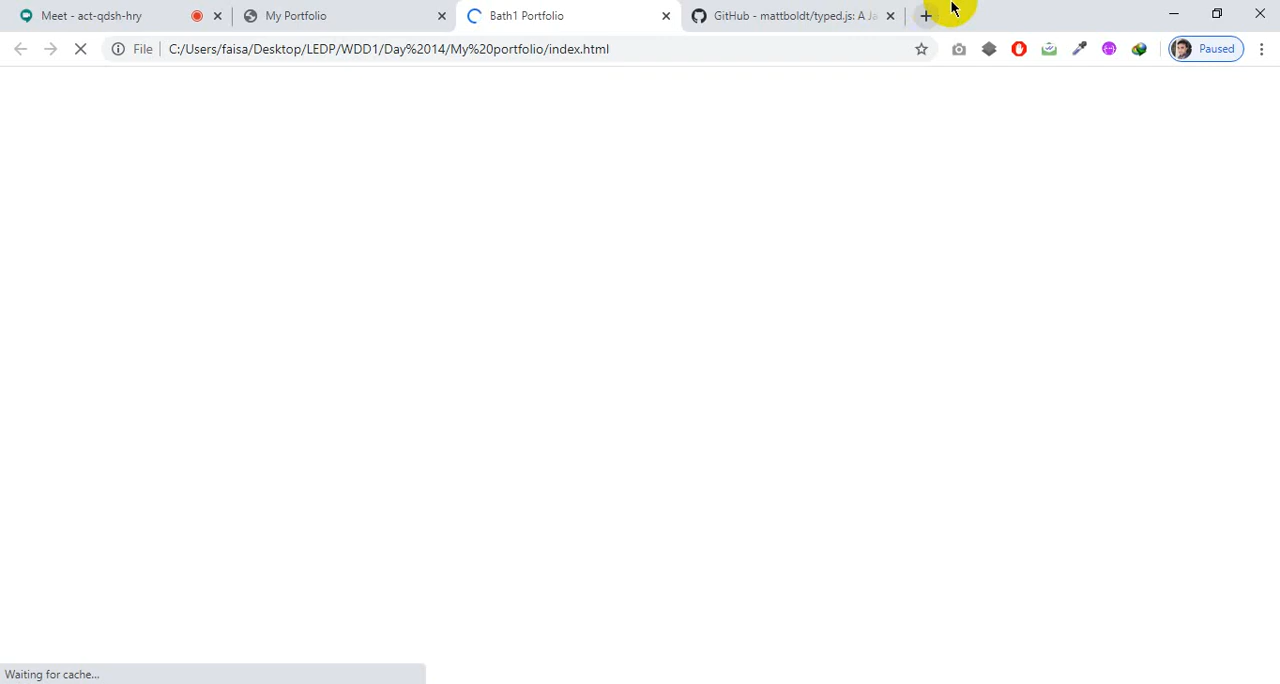 Meet - act-qdsh-hry
My Portfolio
Bath1 Portfolio
GitHub - mattboldt/typed.js: A Ja
File
C:/Users/faisa/Desktop/LEDP/WDD1/Day%2014/My%20portfolio/index.html
Paused
Waiting for cache...